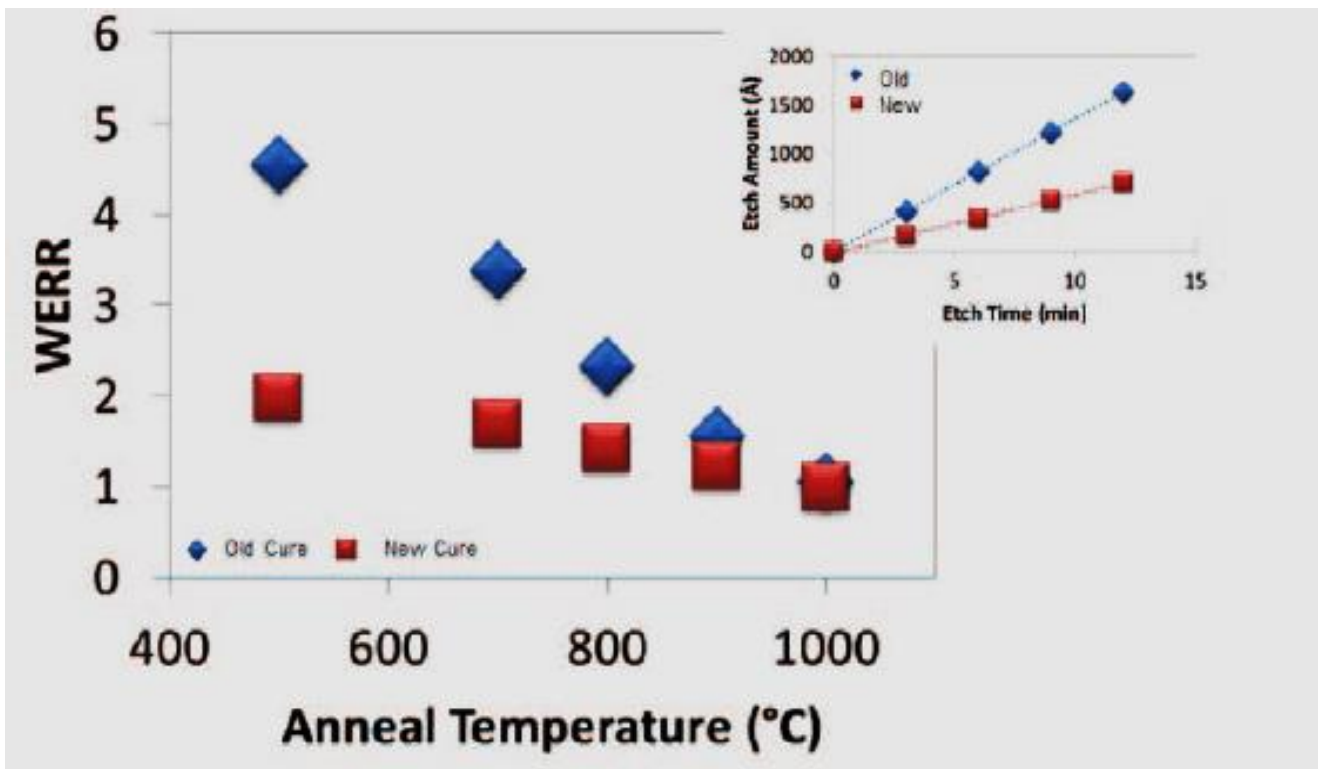 6
5
4
3
2
1
0
WERR
400 600 800 1000
Anneal Temperature (°C)
Old Cure New Cure
2000
1500
1000
500
0
Etch Amount (Å)
Old
New
0 5 10 15
Etch Time (min)